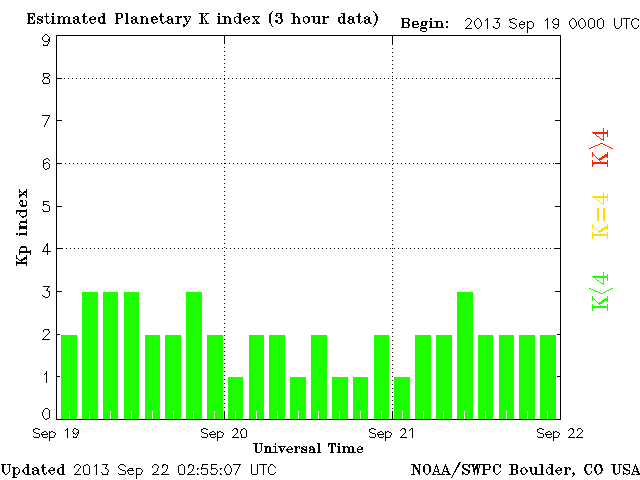 Estimated Planetary K index (3 hour data) Begin: 2013 Sep 19 0000 UTC
9
8
7
6
5
4
3
2
1
0
Kp index
K>4
K=4
K<4
Sep 19 Sep 20 Sep 21 Sep 22
Universal Time
Updated 2013 Sep 22 02:55:07 UTC NOAA/SWPC Boulder, CO USA